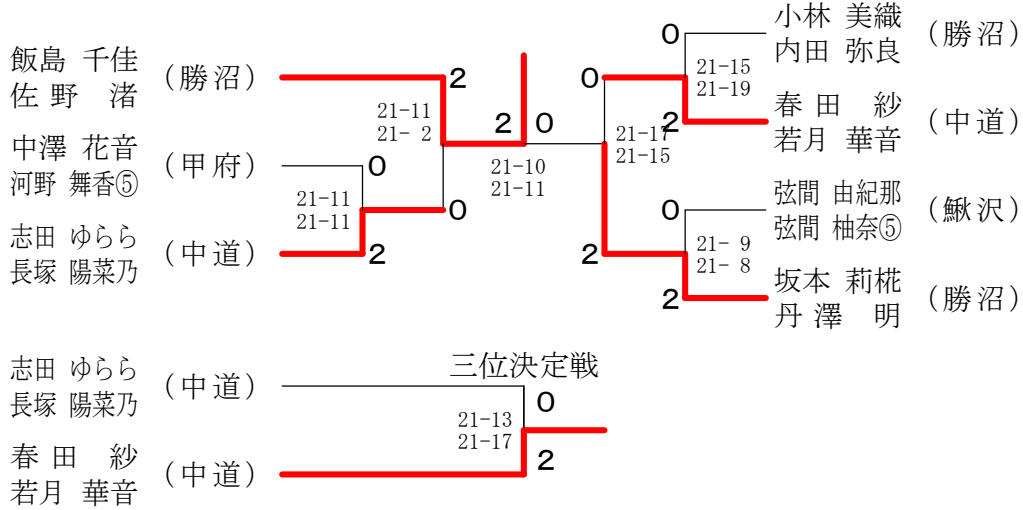 飯島 千佳
佐野 渚
(勝沼)
中澤 花音
河野 舞香⑤
(甲府)
志田 ゆらら
長塚 陽菜乃
(中道)
2
21-11
21- 2
0
21-11
21-11
2
0
2 0
21-10
21-11
0
21-17
21-15
2
0
21-15
21-19
2
0
21- 9
21- 8
2
小林 美織
内田 弥良
(勝沼)
春田 紗
若月 華音
(中道)
弦間 由紀那
弦間 柚奈⑤
(鰍沢)
坂本 莉椛
丹澤 明
(勝沼)
三位決定戦
志田 ゆらら
長塚 陽菜乃
(中道)
0
21-13
21-17
2
春田 紗
若月 華音
(中道)